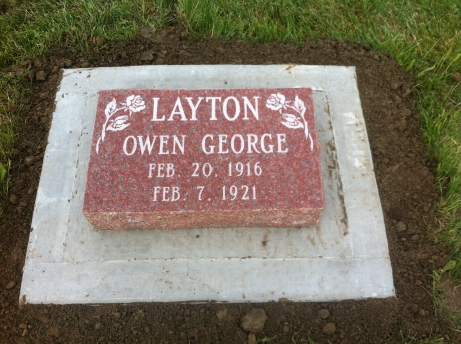 LAYTON
OWEN GEORGE
FEB. 20. 1916
FEB. 7. 1921